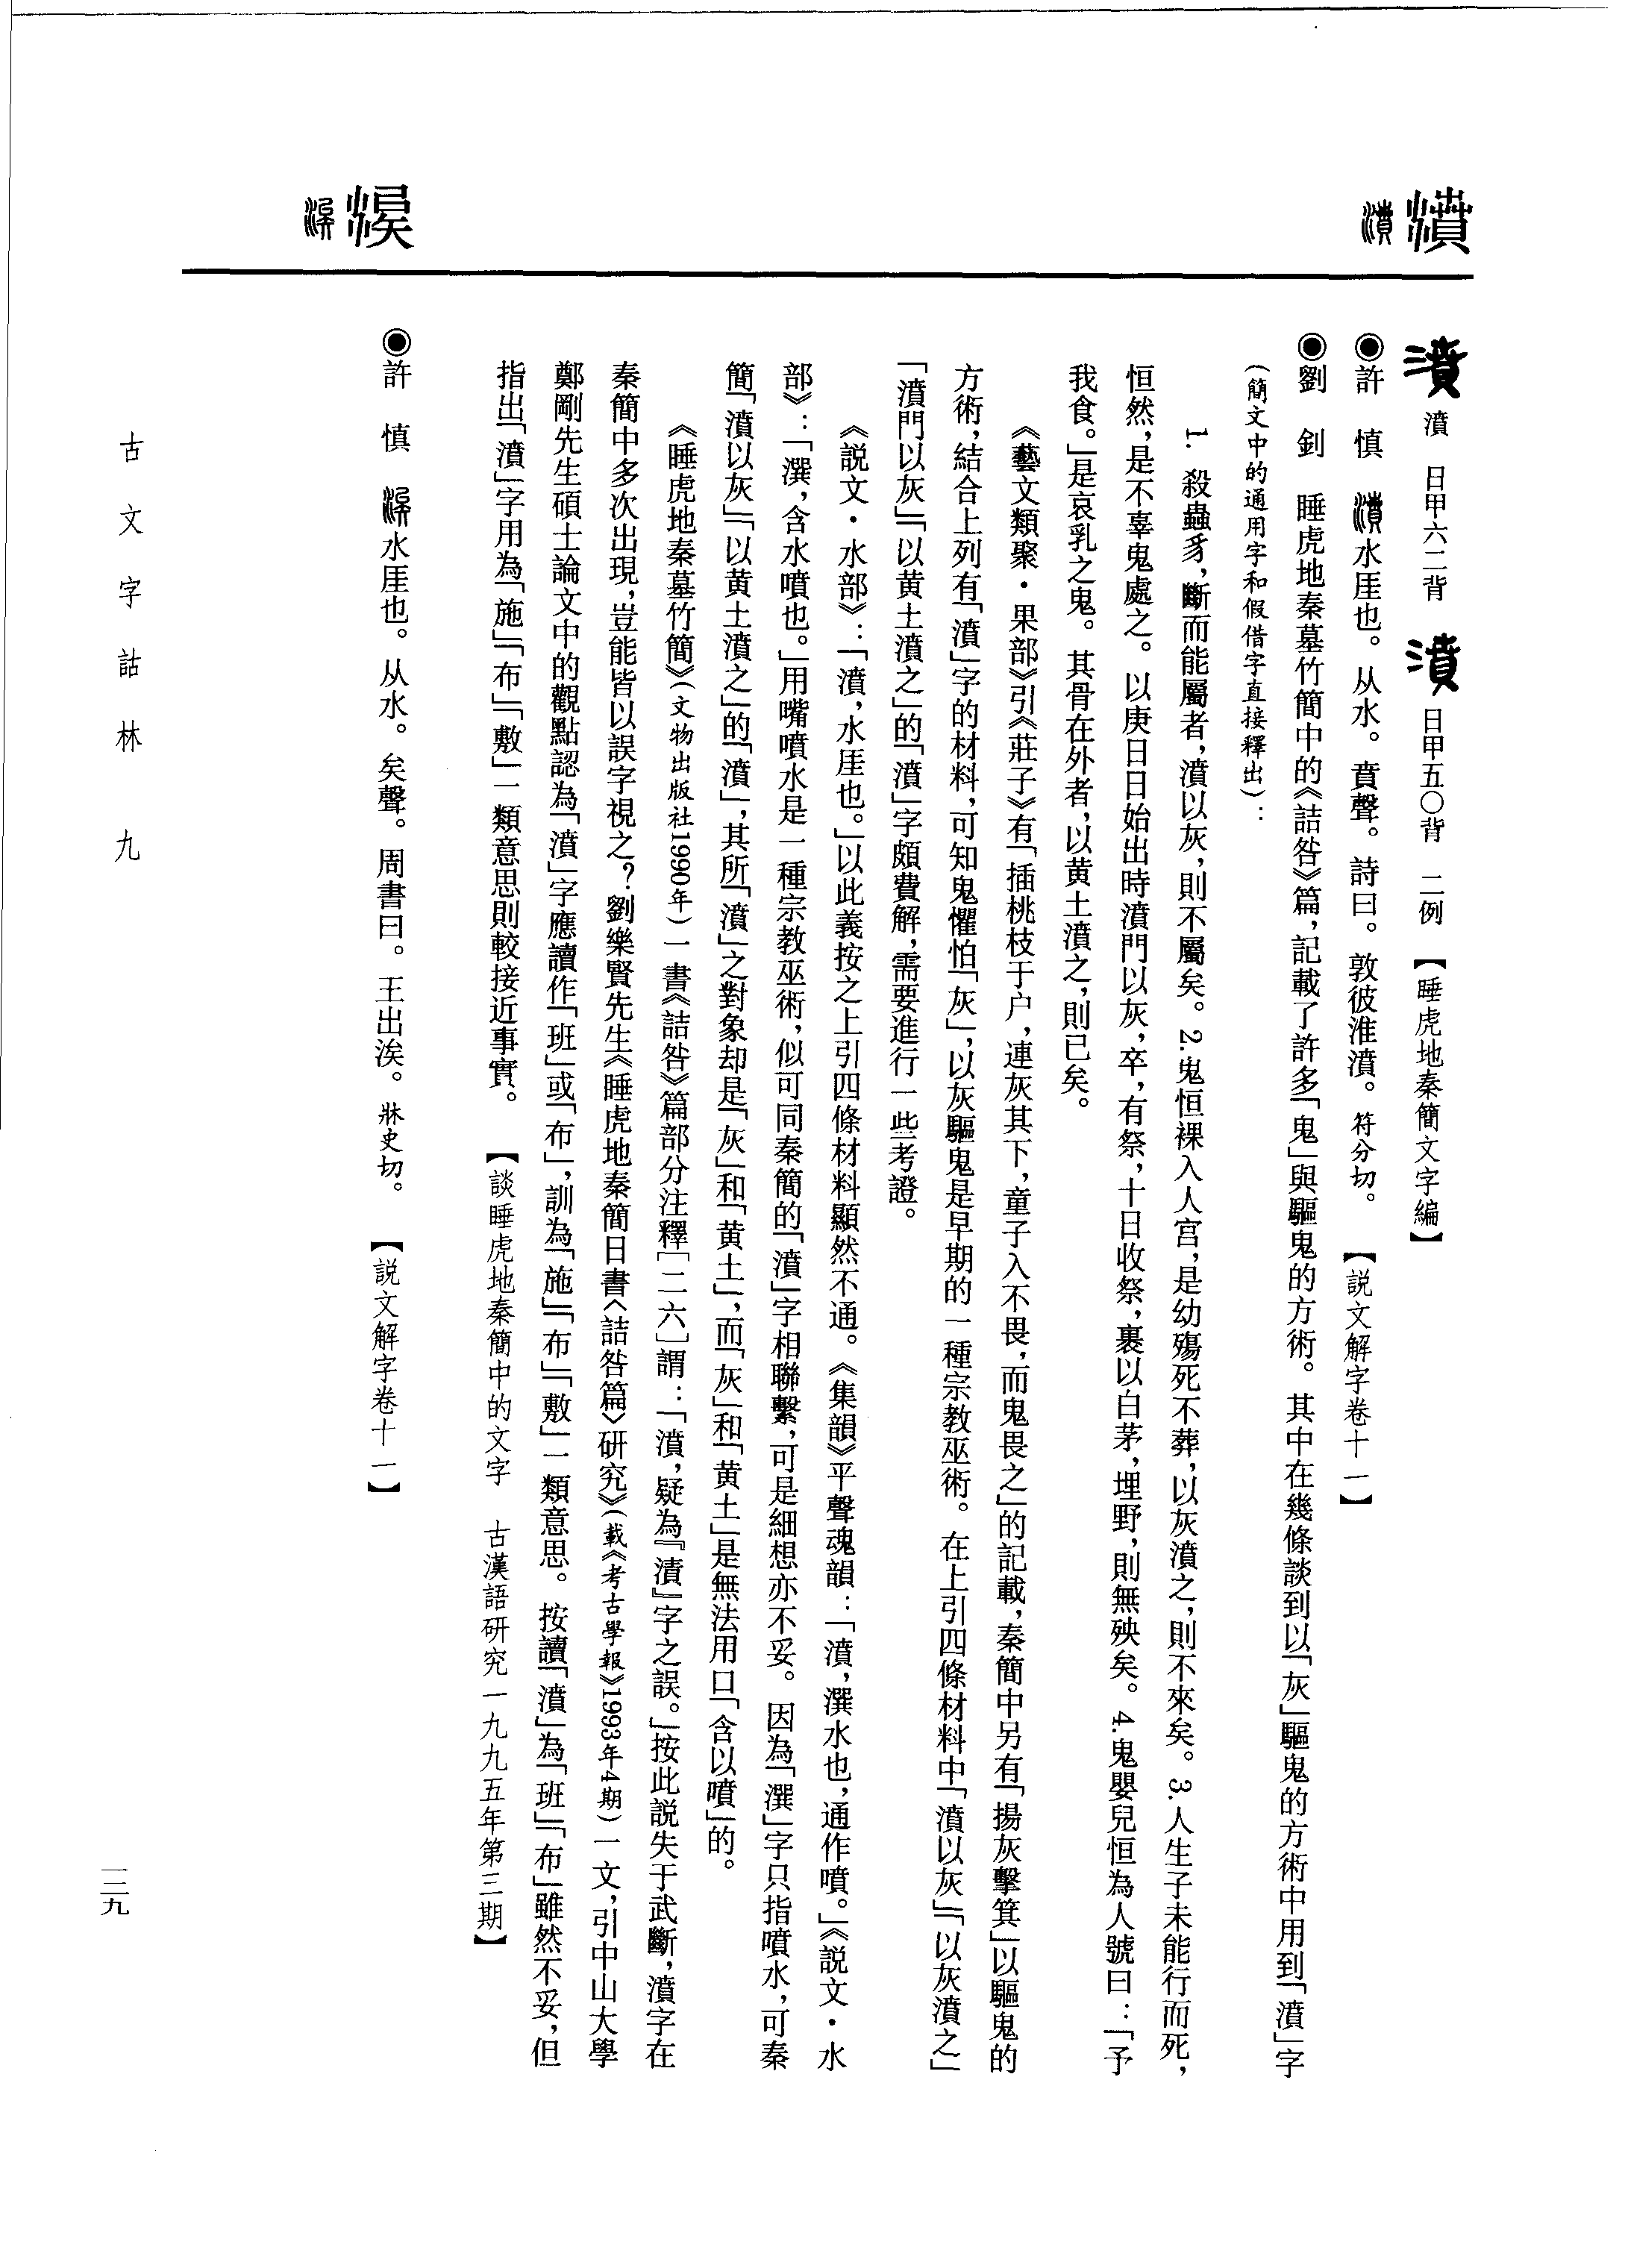 濆
濆
濆　日甲六二背　濆　日甲五〇背　二例　【睡虎地秦簡文字編】
◉許　慎　濆水厓也。从水。賁聲。詩曰。敦彼淮濆。符分切。　【説文解字卷十一】
◉劉　釗　睡虎地秦墓竹簡中的《詰咎》篇，記載了許多「鬼」與驅鬼的方術。其中在幾條談到以「灰」驅鬼的方術中用到「濆」字
(簡文中的通用字和假借字直接釋出)：
1. 殺蟲豸，斷而能屬者，濆以灰，則不屬矣。2.鬼恒裸入人宫，是幼殤死不葬，以灰濆之，則不來矣。3.人生子未能行而死，
恒然，是不辜鬼處之。以庚日日始出時濆門以灰，卒，有祭，十日收祭，裹以白茅，埋野，則無殃矣。4.鬼嬰兒恒為人號曰：「予
我食。」是哀乳之鬼。其骨在外者，以黄土濆之，則已矣。
《藝文類聚·果部》引《莊子》有「插桃枝于户，連灰其下，童子入不畏，而鬼畏之」的記載，秦簡中另有「揚灰擊箕」以驅鬼的
方術，結合上列有「濆」字的材料，可知鬼懼怕「灰」，以灰驅鬼是早期的一種宗教巫術。在上引四條材料中「濆以灰」「以灰濆之」
「濆門以灰」「以黄土濆之」的「濆」字頗費解，需要進行一些考證。
《説文·水部》：「濆，水厓也。」以此義按之上引四條材料顯然不通。《集韻》平聲魂韻：「濆，潠水也，通作噴。」《説文·水
部》：「潠，含水噴也。」用嘴噴水是一種宗教巫術，似可同秦簡的「濆」字相聯繫，可是細想亦不妥。因為「潠」字只指噴水，可秦
簡「濆以灰」「以黄土濆之」的「濆」，其所「濆」之對象却是「灰」和「黄土」，而「灰」和「黄土」是無法用口「含以噴」的。
《睡虎地秦墓竹簡》(文物出版社1990年)一書《詰咎》篇部分注釋[二六]謂：「濆，疑為『漬』字之誤。」按此説失于武斷，濆字在
秦簡中多次出現，豈能皆以誤字視之？劉樂賢先生《睡虎地秦簡日書〈詰咎篇〉研究》(載《考古學報》1993年4期)一文，引中山大學
鄭剛先生碩士論文中的觀點認為「濆」字應讀作「班」或「布」，訓為「施」「布」「敷」一類意思。按讀「濆」為「班」「布」雖然不妥，但
指出「濆」字用為「施」「布」「敷」一類意思則較接近事實。　【談睡虎地秦簡中的文字　古漢語研究一九九五年第三期】
涘
涘
◉許　慎　涘水厓也。从水。矣聲。周書曰。王出涘。牀史切。　【説文解字卷十一】
古文字詁林　九
三九